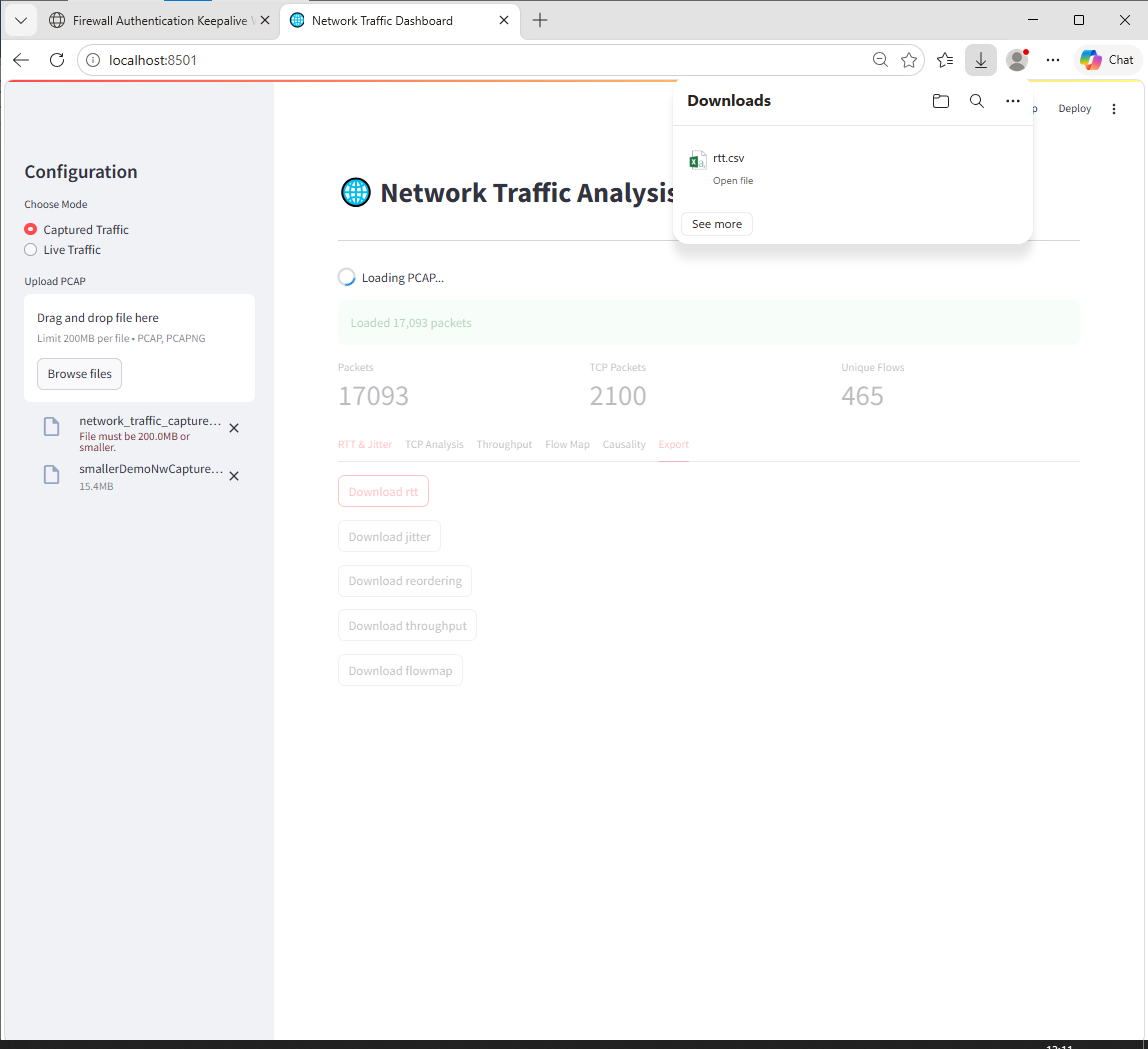 Firewall Authentication Keepalive
Network Traffic Dashboard
localhost:8501
Chat
Downloads
rtt.csv
Open file
See more
Deploy
Configuration
Choose Mode
Captured Traffic
Live Traffic
Upload PCAP
Drag and drop file here
Limit 200MB per file • PCAP, PCAPNG
Browse files
network_traffic_capture...
File must be 200.0MB or
smaller.
smallerDemoNwCapture...
15.4MB
Network Traffic Analysis
Loading PCAP...
Loaded 17,093 packets
Packets TCP Packets Unique Flows
17093 2100 465
RTT & Jitter TCP Analysis Throughput Flow Map Causality Export
Download rtt
Download jitter
Download reordering
Download throughput
Download flowmap